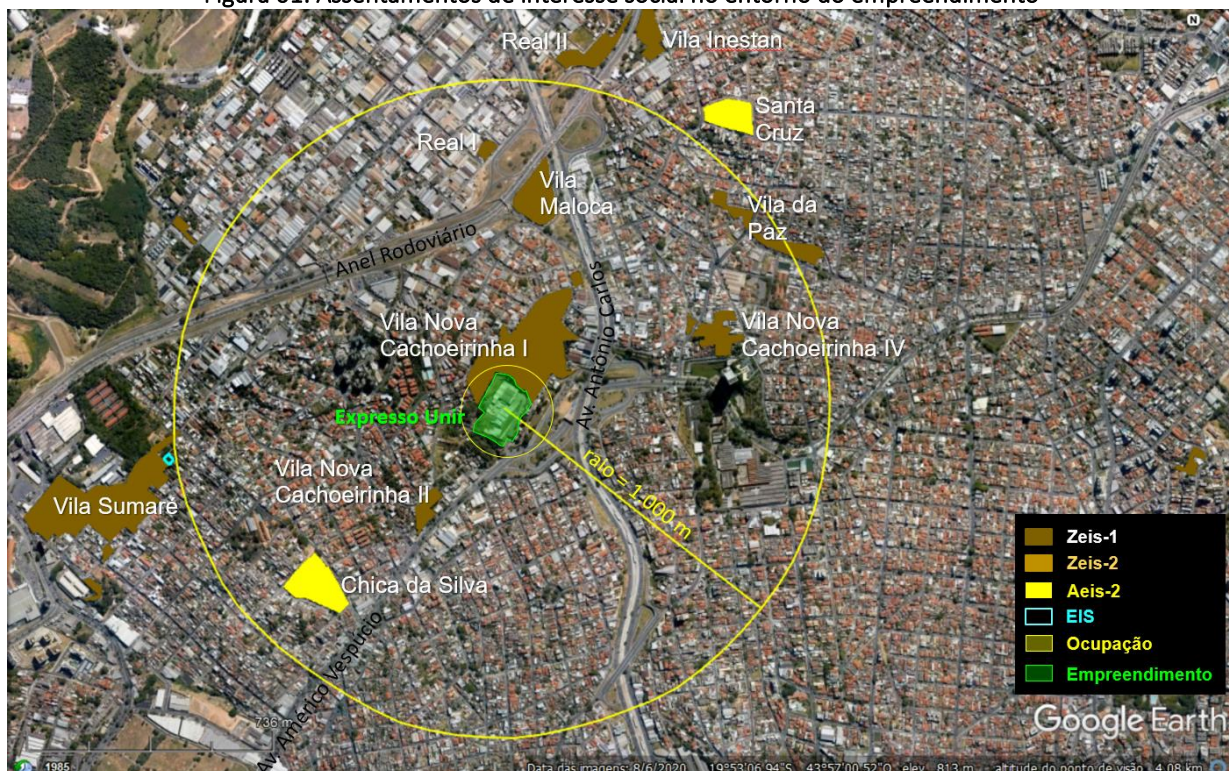 Figura 01: Assentamentos de interesse social no entorno do empreendimento
N
Real II
Vila Inestan
Santa
Cruz
Real I
Vila
Maloca
Vila da
Paz
Anel Rodoviário
Av. Antônio Carlos
Vila Nova
Cachoeirinha I
Vila Nova
Cachoeirinha IV
Expresso Unir
raio = 1.000 m
Vila Nova
Cachoeirinha II
Vila Sumaré
Chica da Silva
Av. Américo Vespúcio
Zeis-1
Zeis-2
Aeis-2
EIS
Ocupação
Empreendimento
Google Earth
736 m
1985
Data das imagens: 8/6/2020 19°53'06.94"S 43°57'00.52"O elev. 813 m altitude do ponto de visão 4.08 km